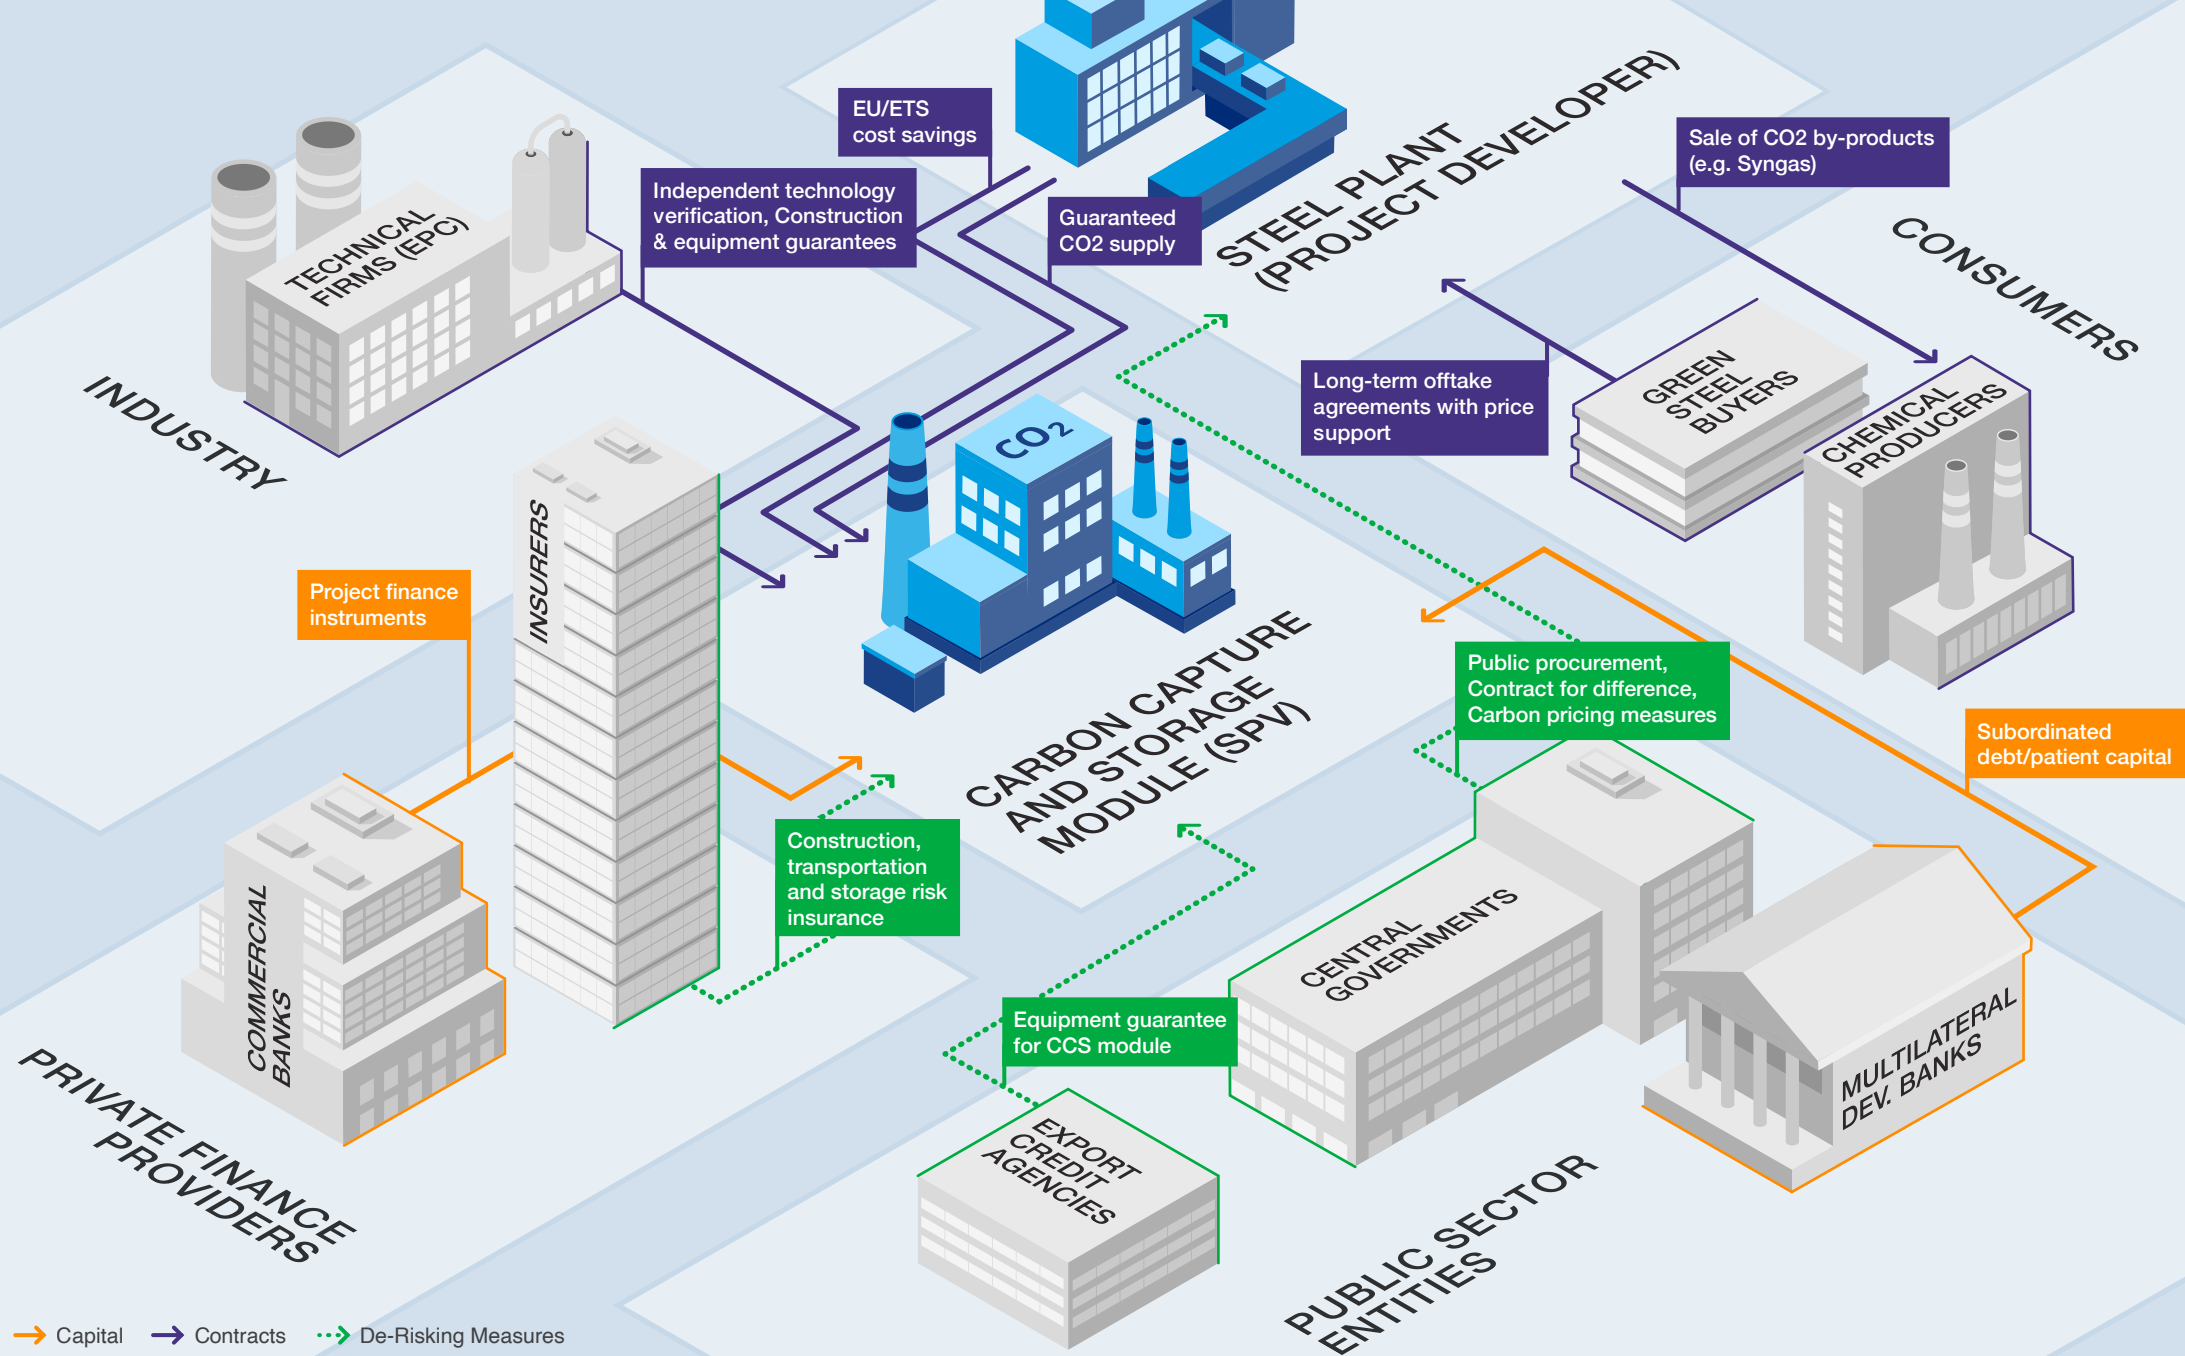 EU/ETS
cost savings
Independent technology
verification, Construction
& equipment guarantees
Guaranteed
CO2 supply
STEEL PLANT
(PROJECT DEVELOPER)
Sale of CO2 by-products
(e.g. Syngas)
CONSUMERS
TECHNICAL
FIRMS (EPC)
INDUSTRY
Long-term offtake
agreements with price
support
GREEN
STEEL
BUYERS
CHEMICAL
PRODUCERS
CO2
INSURERS
Project finance
instruments
CARBON CAPTURE
AND STORAGE
MODULE (SPV)
Public procurement,
Contract for difference,
Carbon pricing measures
Subordinated
debt/patient capital
Construction,
transportation
and storage risk
insurance
COMMERCIAL
BANKS
CENTRAL
GOVERNMENTS
Equipment guarantee
for CCS module
MULTILATERAL
DEV. BANKS
EXPORT
CREDIT
AGENCIES
PRIVATE FINANCE
PROVIDERS
PUBLIC SECTOR
ENTITIES
Capital
Contracts
De-Risking Measures